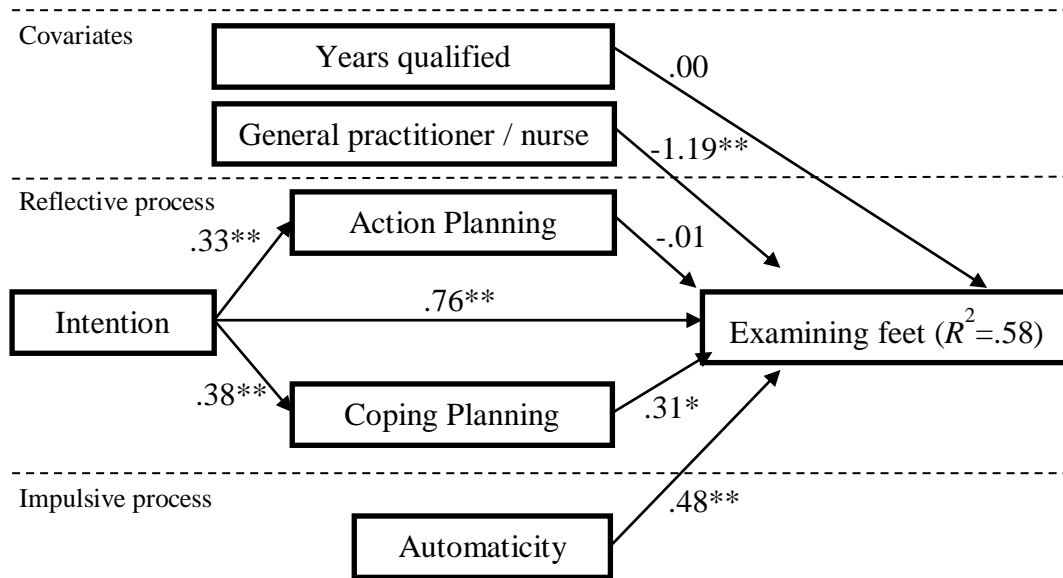 Covariates
Years qualified
.00
General practitioner / nurse
-1.19**
Reflective process
Action Planning
.33**
-.01
.76**
Intention
Examining feet (R²=.58)
.38**
Coping Planning
.31*
Impulsive process
.48**
Automaticity